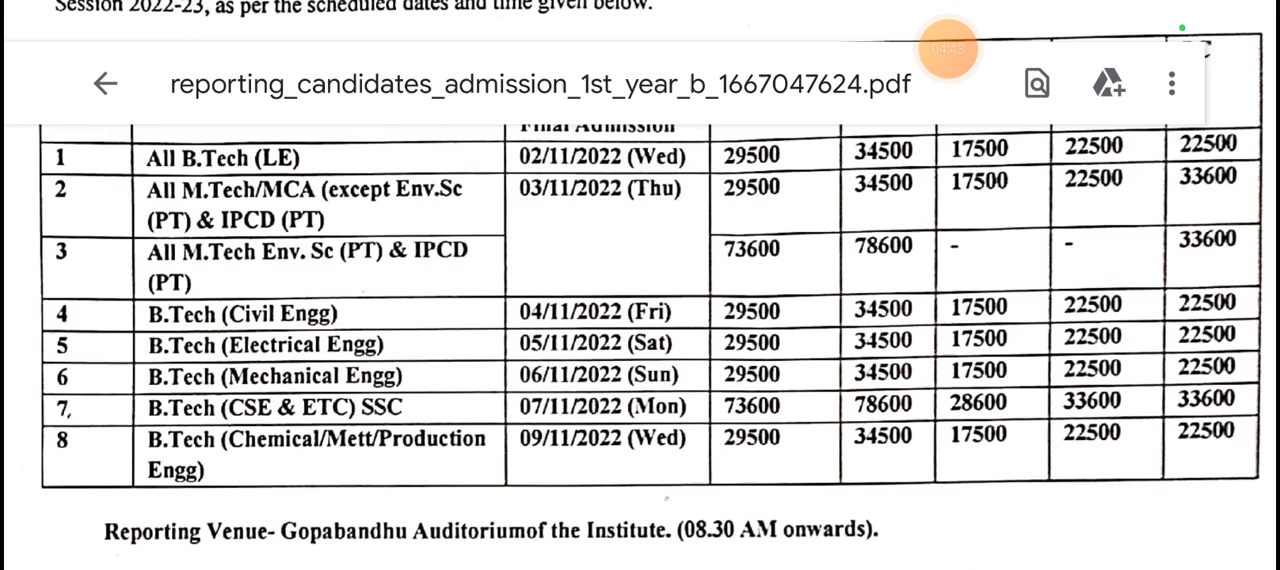 Session 2022-23, as per the scheduled dates and time given below.
04:43
reporting_candidates_admission_1st_year_b_1667047624.pdf
Final Admission
1 All B.Tech (LE) 02/11/2022 (Wed) 29500 34500 17500 22500 22500
2 All M.Tech/MCA (except Env.Sc 03/11/2022 (Thu) 29500 34500 17500 22500 33600
(PT) & IPCD (PT)
3 All M.Tech Env. Sc (PT) & IPCD 73600 78600 - - 33600
(PT)
4 B.Tech (Civil Engg) 04/11/2022 (Fri) 29500 34500 17500 22500 22500
5 B.Tech (Electrical Engg) 05/11/2022 (Sat) 29500 34500 17500 22500 22500
6 B.Tech (Mechanical Engg) 06/11/2022 (Sun) 29500 34500 17500 22500 22500
7, B.Tech (CSE & ETC) SSC 07/11/2022 (Mon) 73600 78600 28600 33600 33600
8 B.Tech (Chemical/Mett/Production 09/11/2022 (Wed) 29500 34500 17500 22500 22500
Engg)
Reporting Venue- Gopabandhu Auditoriumof the Institute. (08.30 AM onwards).